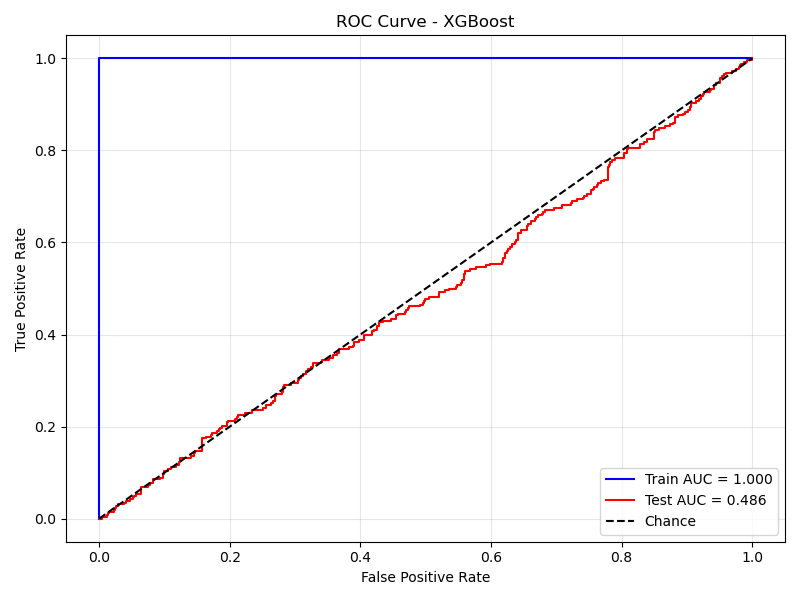 ROC Curve - XGBoost
True Positive Rate
1.0
0.8
0.6
0.4
0.2
0.0
Train AUC = 1.000
Test AUC = 0.486
Chance
0.0 0.2 0.4 0.6 0.8 1.0
False Positive Rate